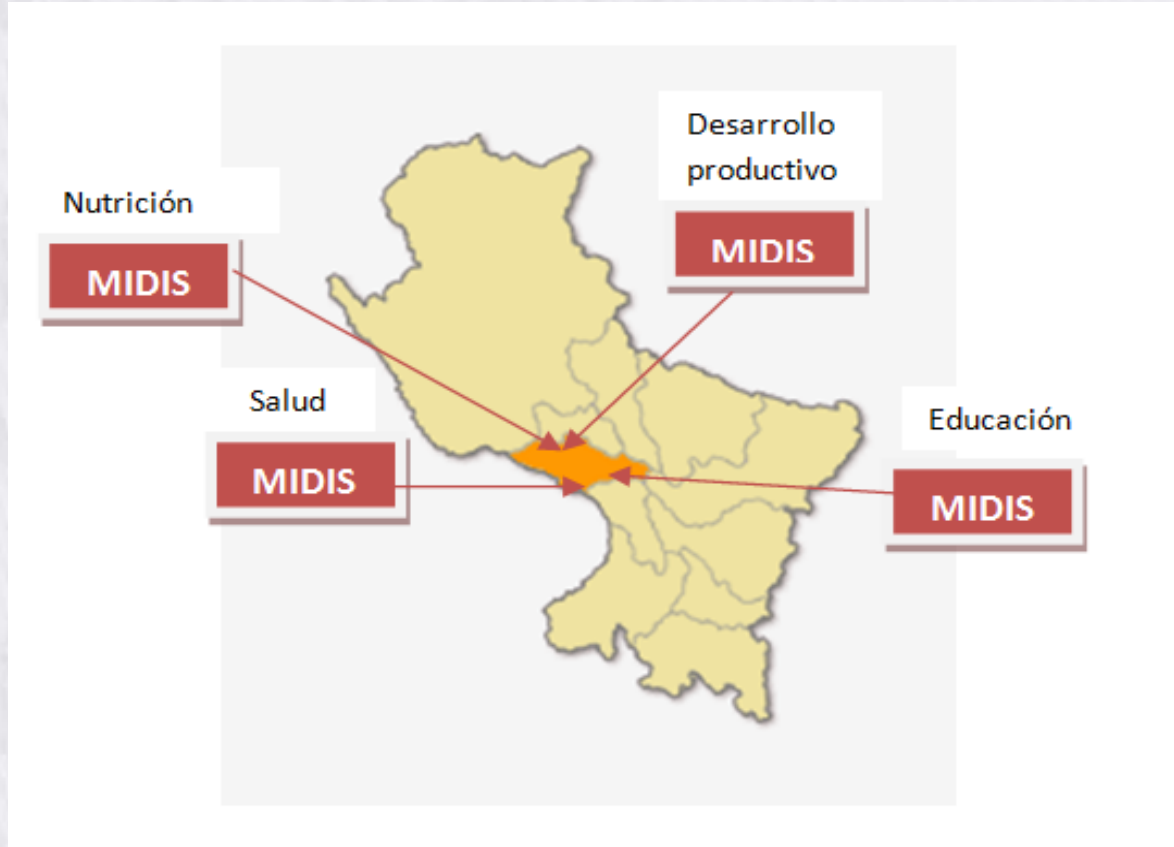 Desarrollo
productivo
MIDIS
Nutrición
MIDIS
Salud
MIDIS
Educación
MIDIS